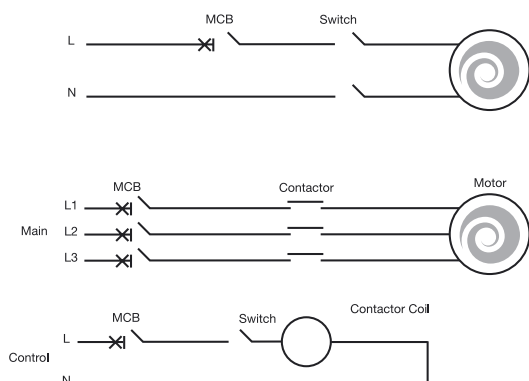 MCB Switch
L
N
MCB Contactor Motor
L1
Main L2
L3
MCB Switch Contactor Coil
L
Control
N